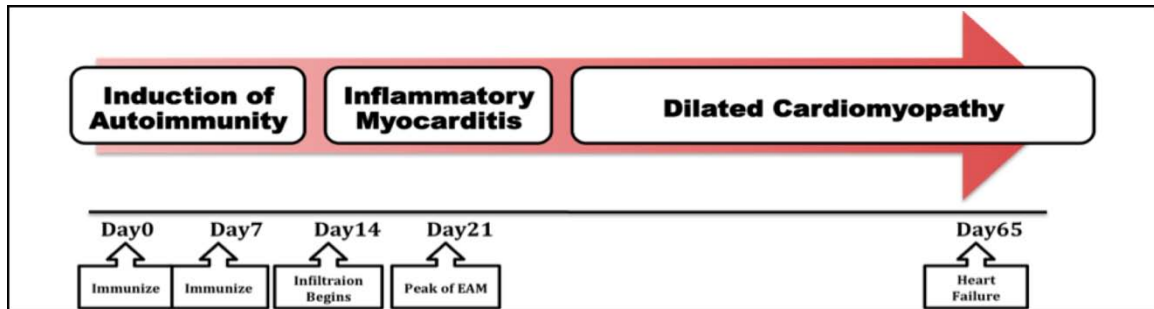 Induction of
Autoimmunity
Inflammatory
Myocarditis
Dilated Cardiomyopathy
Day0
Day7
Day14
Day21
Day65
Immunize
Immunize
Infiltraion
Begins
Peak of EAM
Heart
Failure